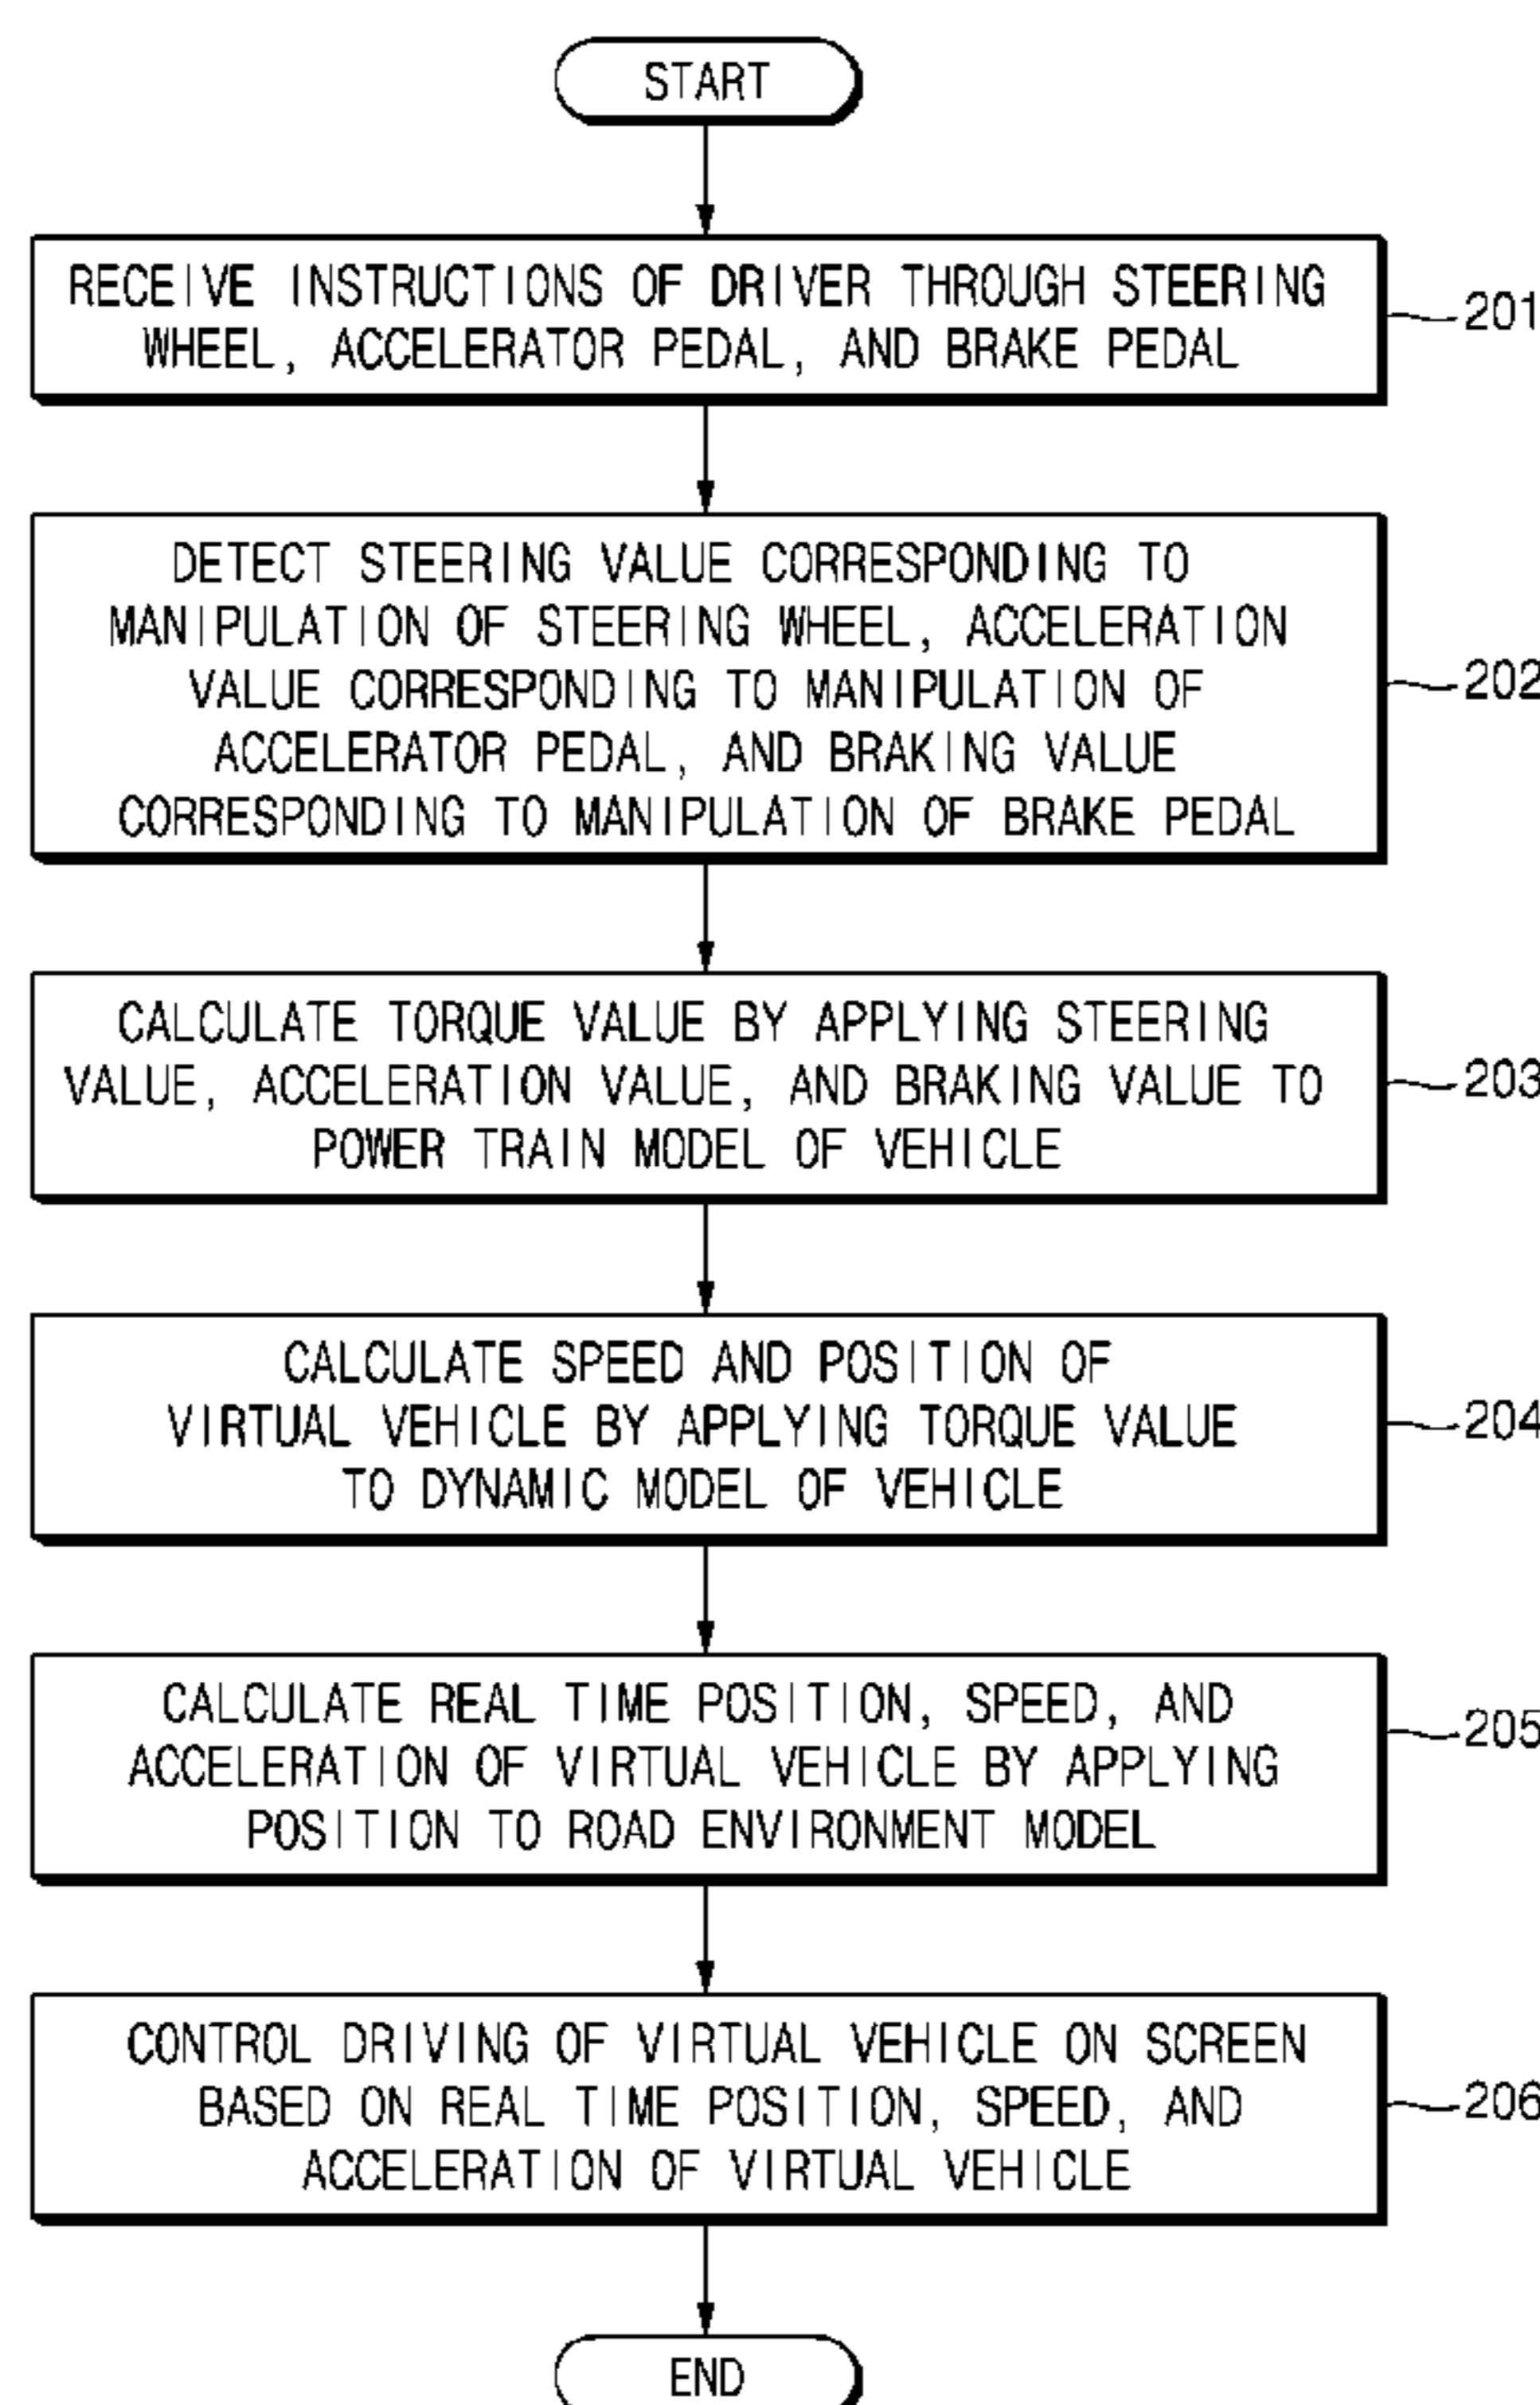 START
RECEIVE INSTRUCTIONS OF DRIVER THROUGH STEERING
WHEEL, ACCELERATOR PEDAL, AND BRAKE PEDAL
201
DETECT STEERING VALUE CORRESPONDING TO
MANIPULATION OF STEERING WHEEL, ACCELERATION
VALUE CORRESPONDING TO MANIPULATION OF
ACCELERATOR PEDAL, AND BRAKING VALUE
CORRESPONDING TO MANIPULATION OF BRAKE PEDAL
202
CALCULATE TORQUE VALUE BY APPLYING STEERING
VALUE, ACCELERATION VALUE, AND BRAKING VALUE TO
POWER TRAIN MODEL OF VEHICLE
203
CALCULATE SPEED AND POSITION OF
VIRTUAL VEHICLE BY APPLYING TORQUE VALUE
TO DYNAMIC MODEL OF VEHICLE
204
CALCULATE REAL TIME POSITION, SPEED, AND
ACCELERATION OF VIRTUAL VEHICLE BY APPLYING
POSITION TO ROAD ENVIRONMENT MODEL
205
CONTROL DRIVING OF VIRTUAL VEHICLE ON SCREEN
BASED ON REAL TIME POSITION, SPEED, AND
ACCELERATION OF VIRTUAL VEHICLE
206
END